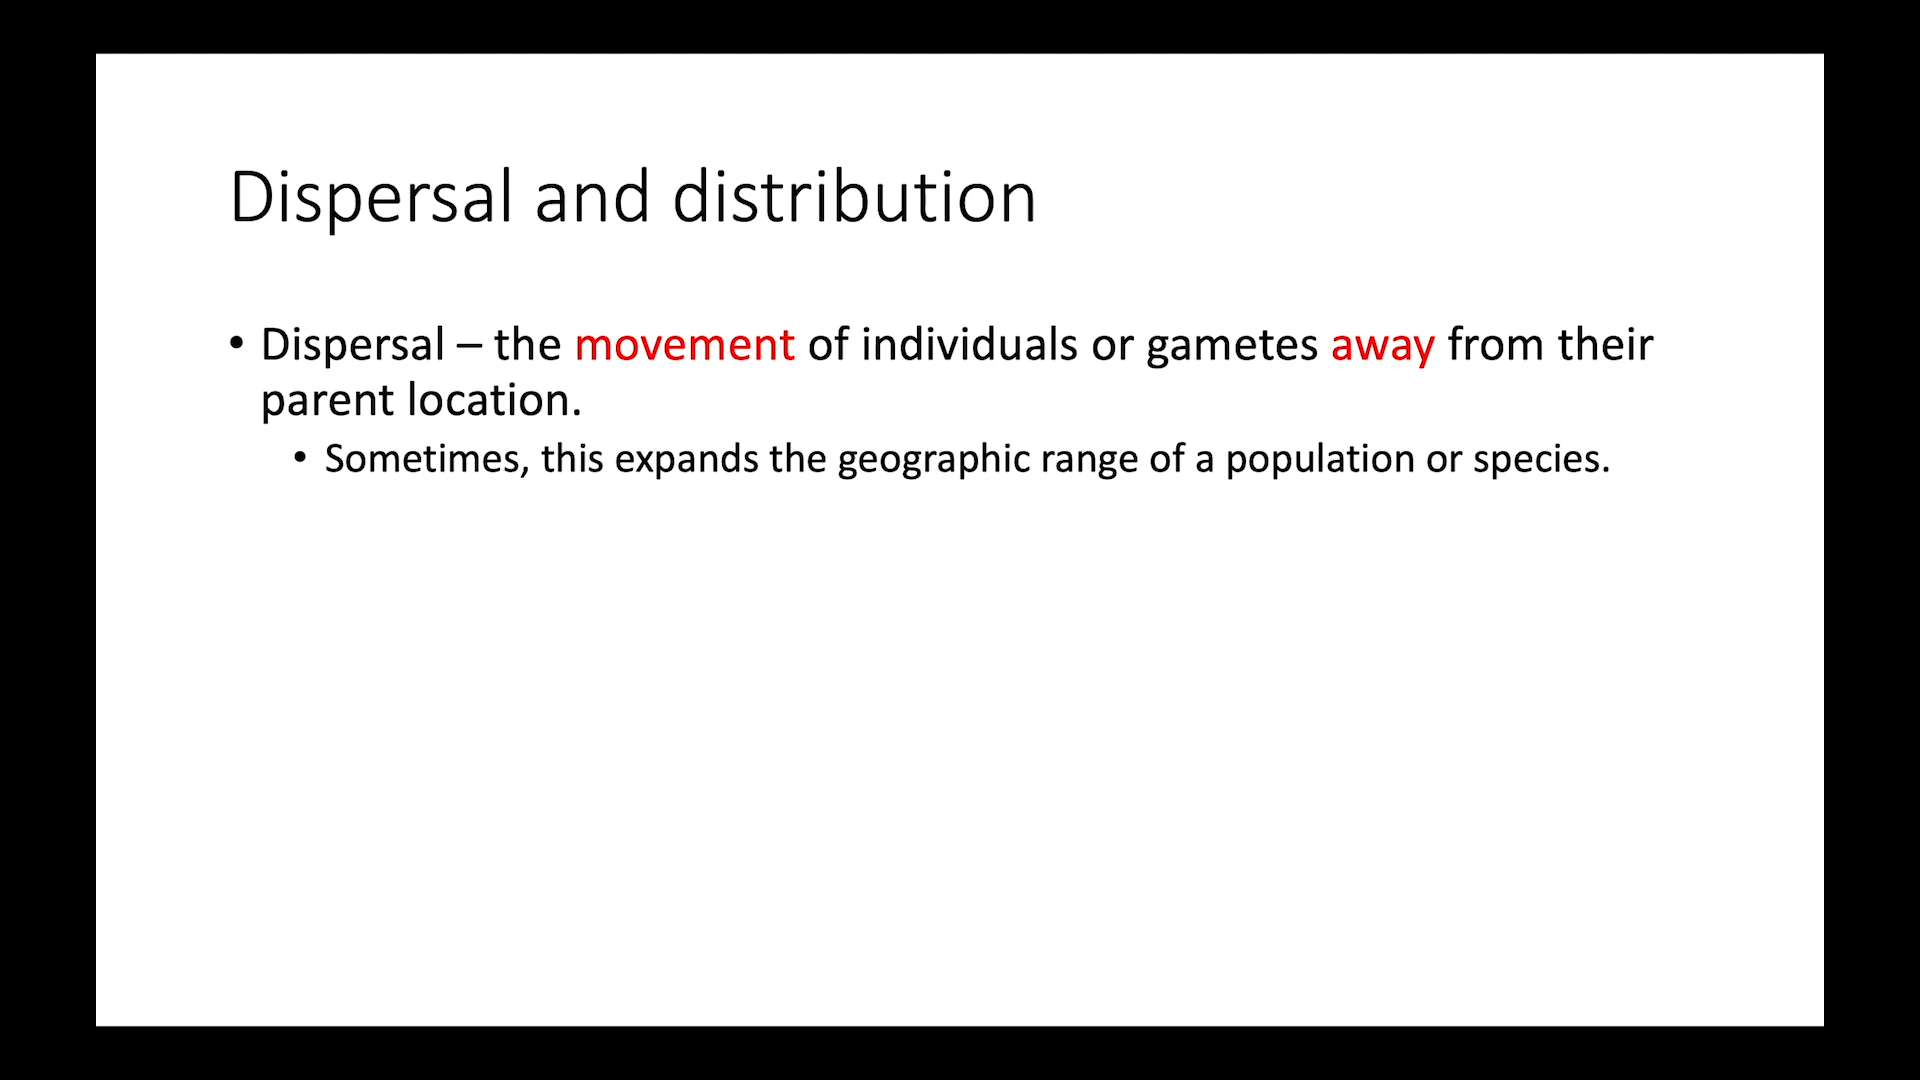 Dispersal and distribution
• Dispersal – the movement of individuals or gametes away from their
parent location.
• Sometimes, this expands the geographic range of a population or species.